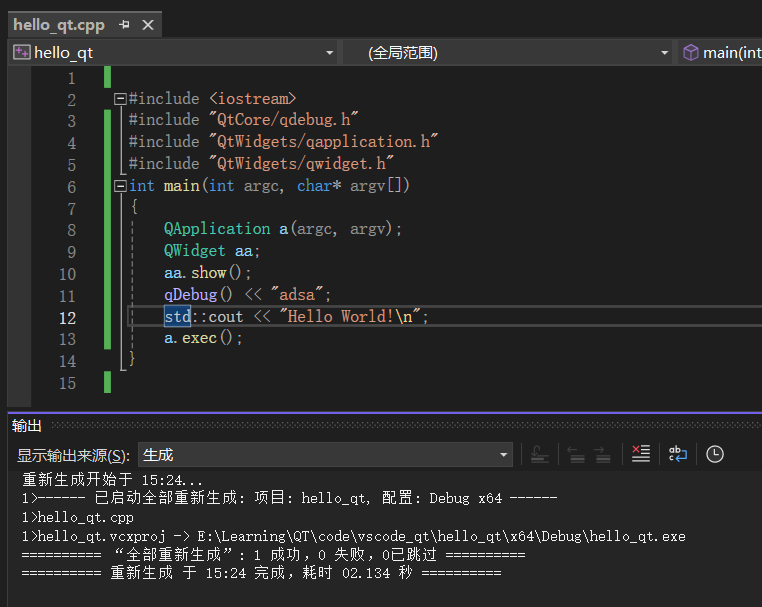 hello_qt.cpp
hello_qt (全局范围) main(int
1
2 #include <iostream>
3 #include "QtCore/qdebug.h"
4 #include "QtWidgets/qapplication.h"
5 #include "QtWidgets/qwidget.h"
6 int main(int argc, char* argv[])
7 {
8 QApplication a(argc, argv);
9 QWidget aa;
10 aa.show();
11 qDebug() << "adsa";
12 std::cout << "Hello World!\n";
13 a.exec();
14 }
15
输出
显示输出来源(S): 生成
重新生成开始于 15:24...
1>------ 已启动全部重新生成: 项目: hello_qt, 配置: Debug x64 ------
1>hello_qt.cpp
1>hello_qt.vcxproj -> E:\Learning\QT\code\vscode_qt\hello_qt\x64\Debug\hello_qt.exe
========== “全部重新生成”: 1 成功，0 失败，0已跳过 ==========
========== 重新生成 于 15:24 完成，耗时 02.134 秒 ==========